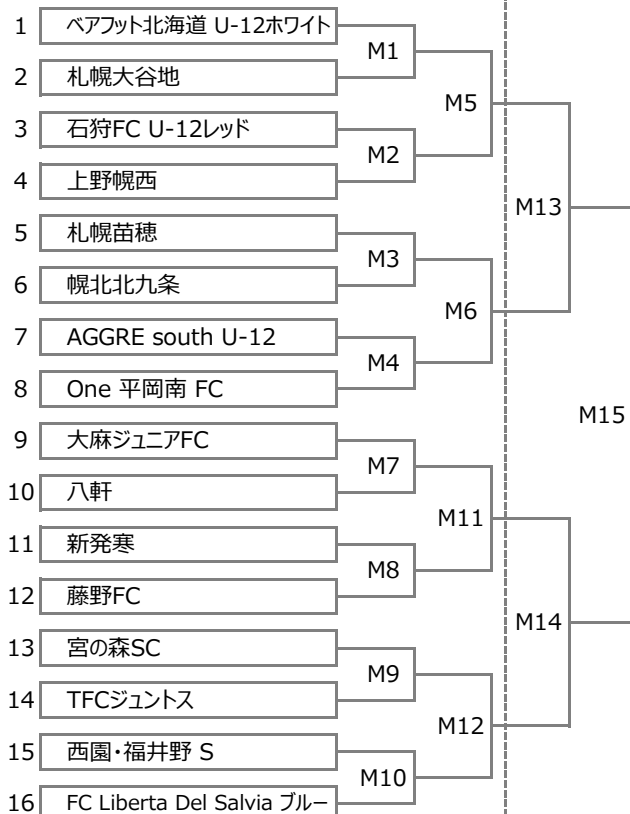 1 ベアフット北海道 U-12ホワイト
M1
2 札幌大谷地
M5
3 石狩FC U-12レッド
M2
4 上野幌西
M13
5 札幌苗穂
M3
6 幌北北九条
M6
7 AGGRE south U-12
M4
8 One 平岡南 FC
M15
9 大麻ジュニアFC
M7
10 八軒
M11
11 新発寒
M8
12 藤野FC
M14
13 宮の森SC
M9
14 TFCジュントス
M12
15 西園・福井野 S
M10
16 FC Liberta Del Salvia ブルー